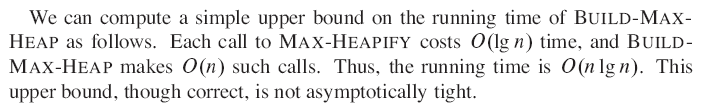 We can compute a simple upper bound on the running time of BUILD-MAX-
HEAP as follows. Each call to MAX-HEAPIFY costs O(lg n) time, and BUILD-
MAX-HEAP makes O(n) such calls. Thus, the running time is O(n lg n). This
upper bound, though correct, is not asymptotically tight.